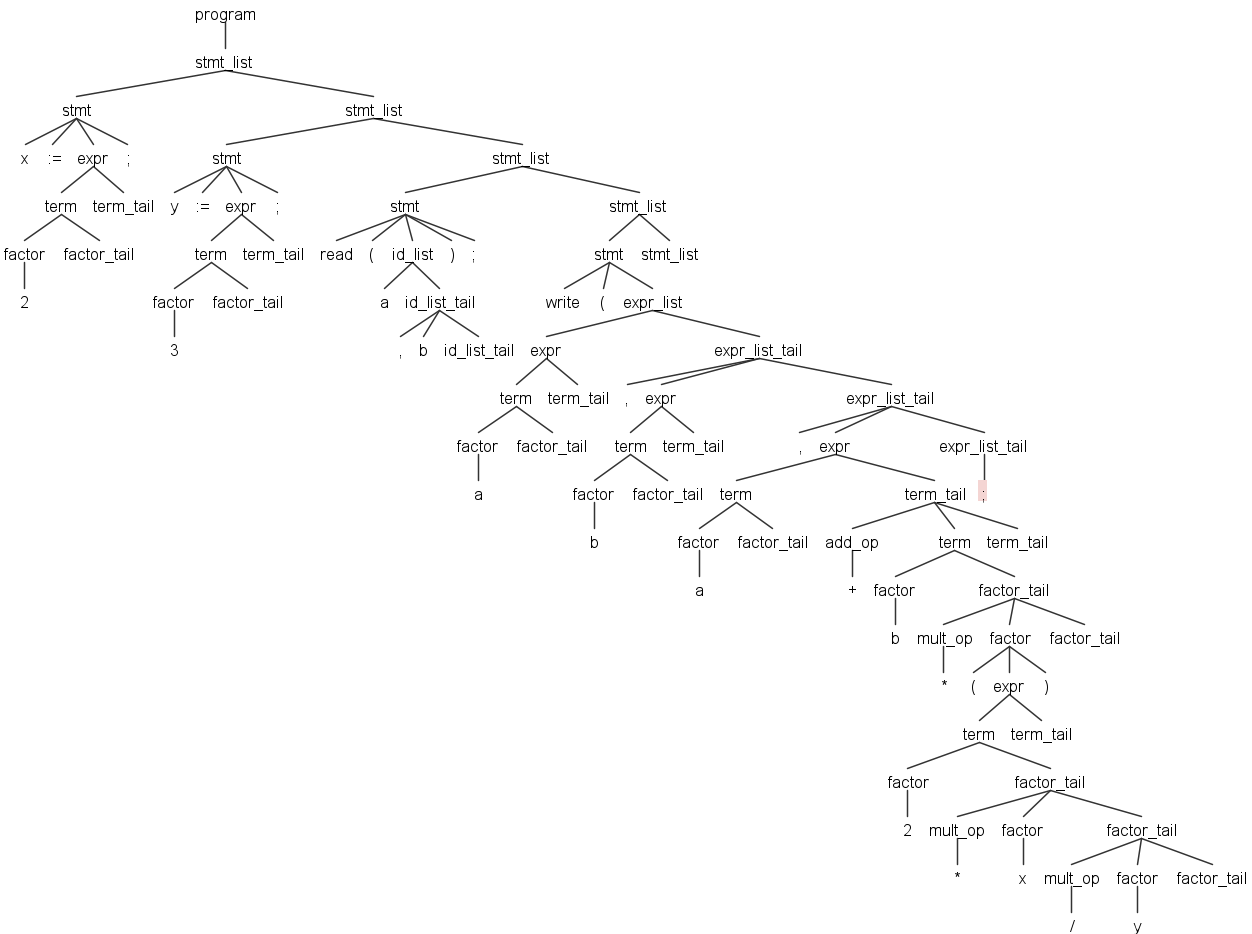 program
stmt_list
stmt stmt_list
x := expr ; stmt stmt_list
term term_tail y := expr ; stmt stmt_list
factor factor_tail term term_tail read ( id_list ) ; stmt stmt_list
2 factor factor_tail a id_list_tail write ( expr_list
3 , b id_list_tail expr expr_list_tail
term term_tail , expr expr_list_tail
factor factor_tail term term_tail , expr expr_list_tail
a factor factor_tail term term_tail ;
b factor factor_tail add_op term term_tail
a + factor factor_tail
b mult_op factor factor_tail
* ( expr )
term term_tail
factor factor_tail
2 mult_op factor factor_tail
* x mult_op factor factor_tail
/ y